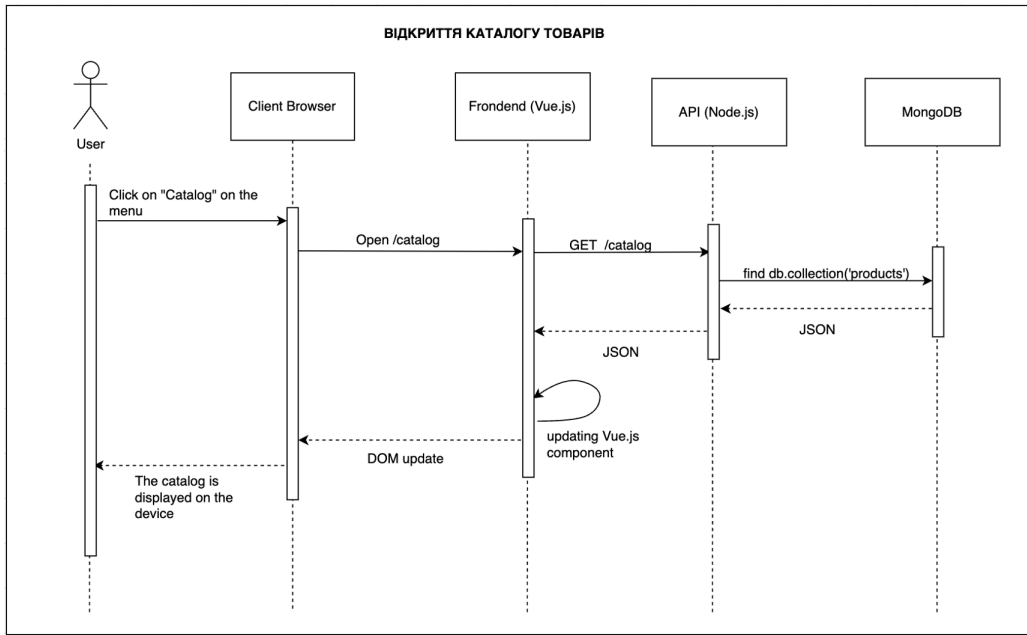 ВІДКРИТТЯ КАТАЛОГУ ТОВАРІВ
User
Client Browser
Frondend (Vue.js)
API (Node.js)
MongoDB
Click on "Catalog" on the
menu
Open /catalog
GET /catalog
find db.collection('products')
JSON
JSON
updating Vue.js
component
DOM update
The catalog is
displayed on the
device